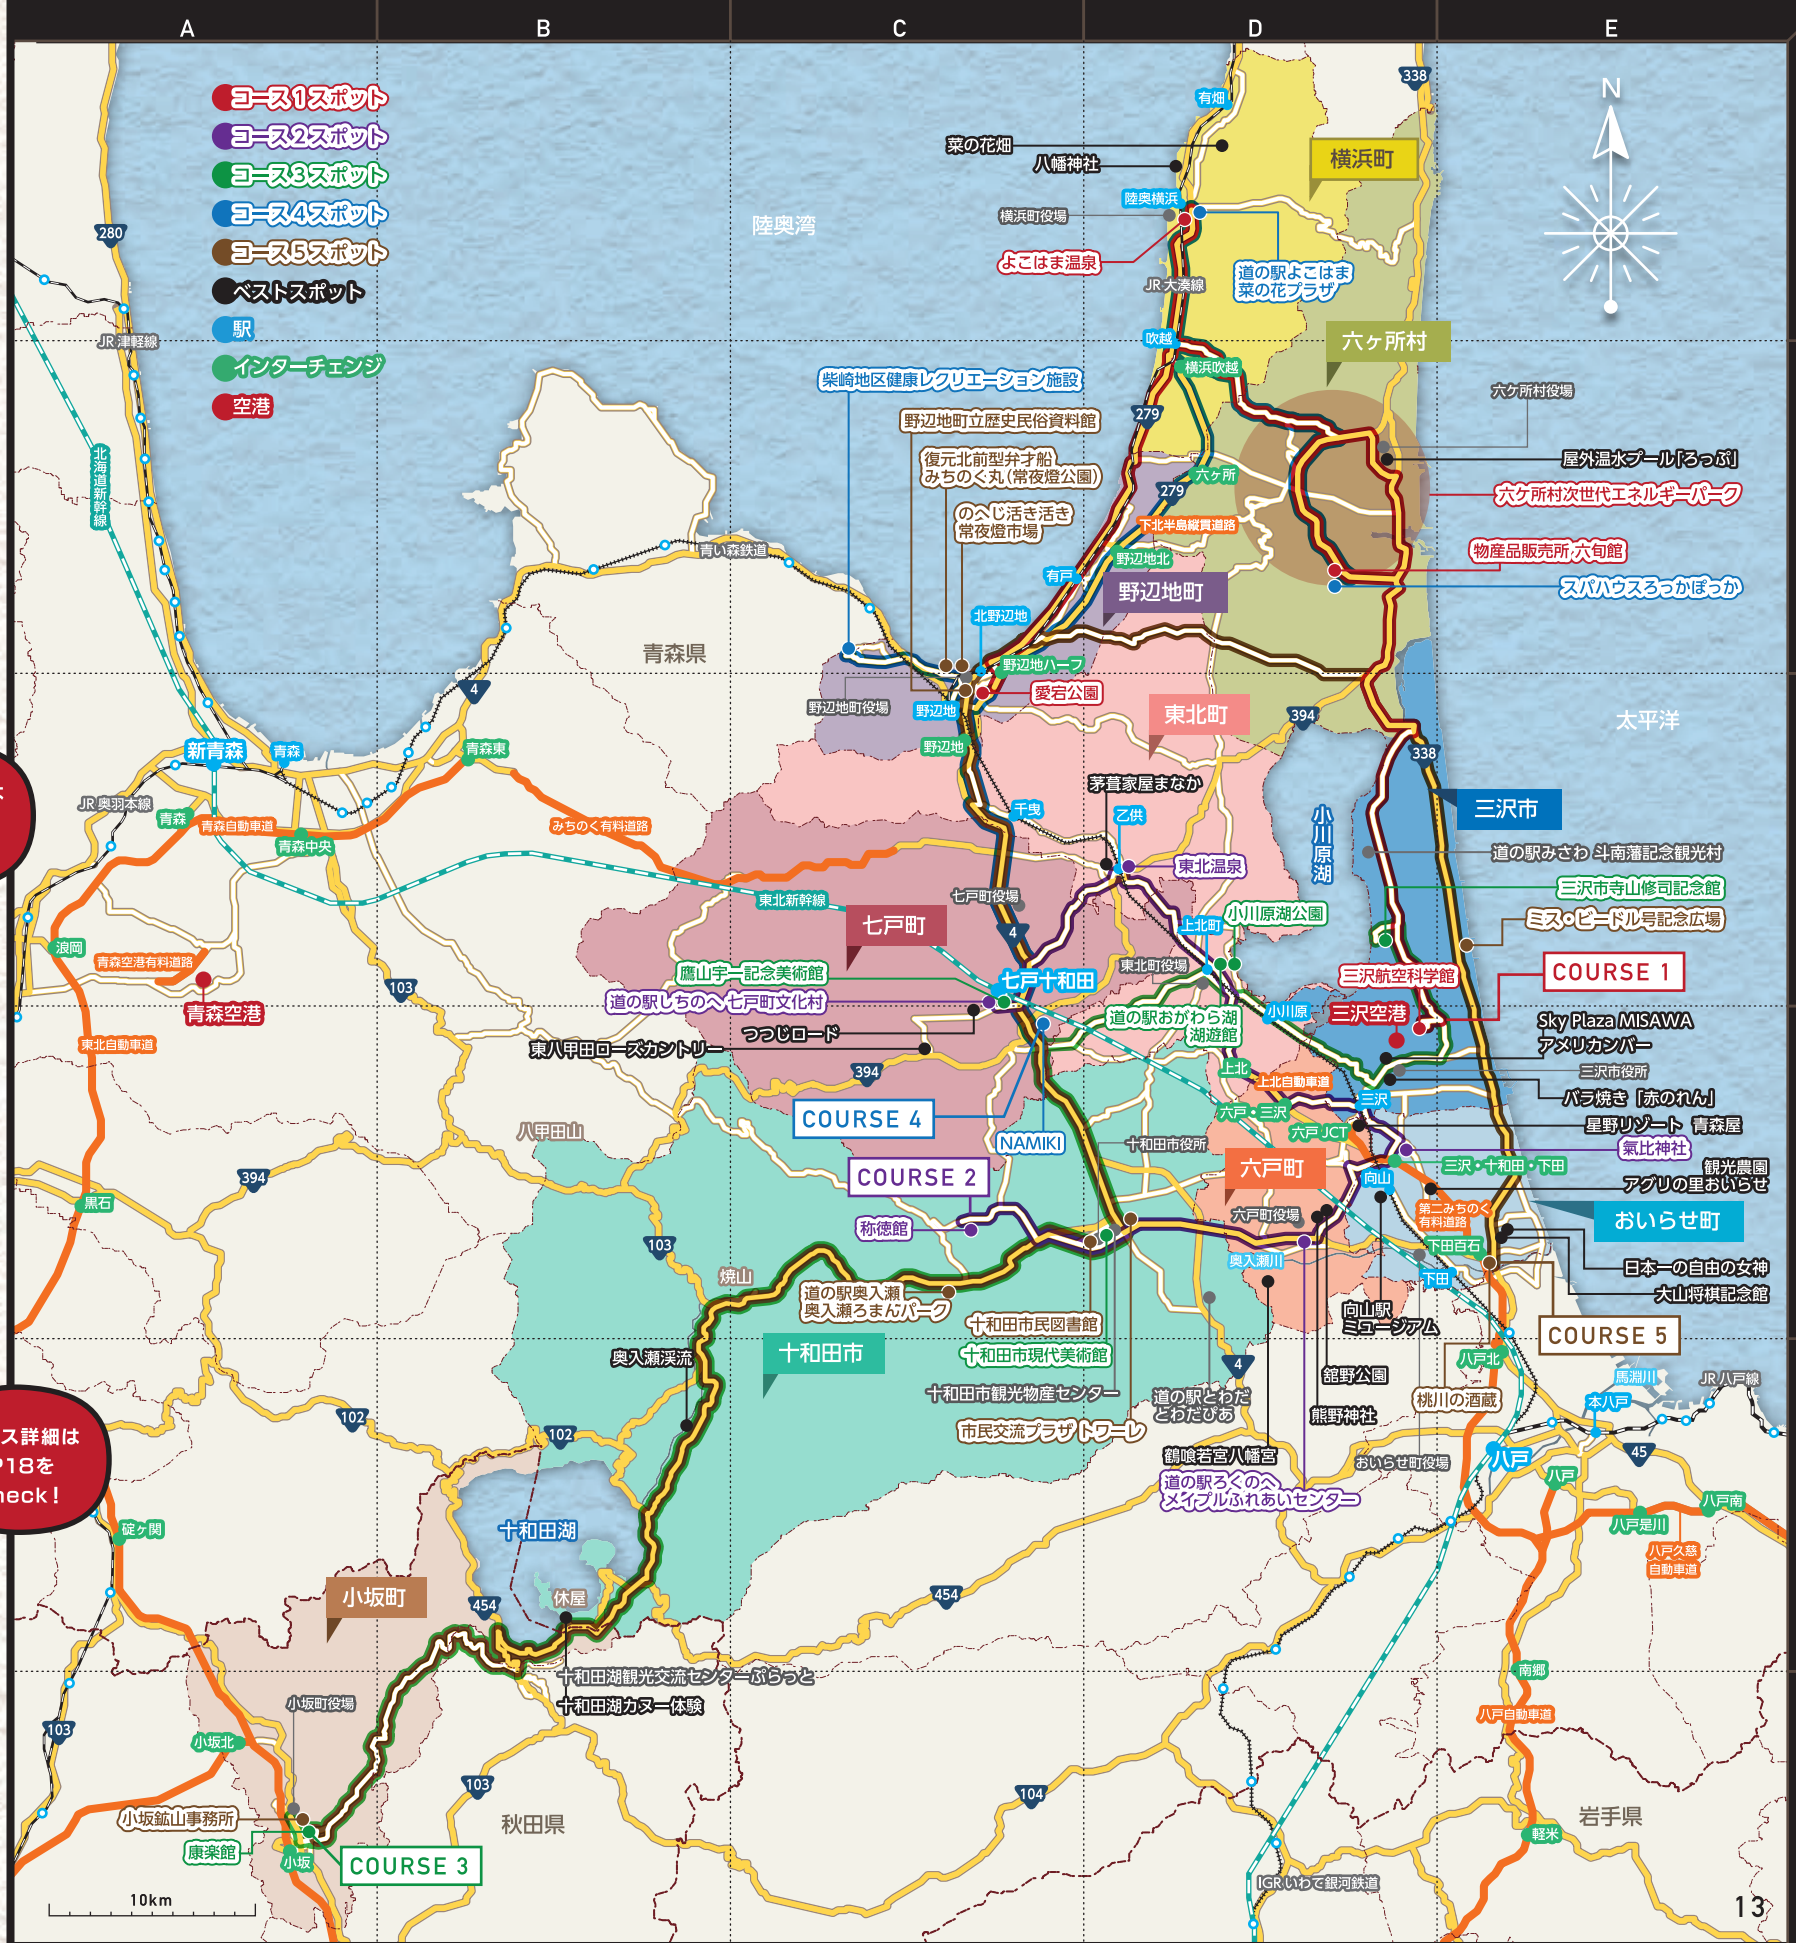 A
B
C
D
E
コース1スポット
コース2スポット
コース3スポット
コース4スポット
コース5スポット
ベストスポット
駅
インターチェンジ
空港
N
338
有畑
菜の花畑
八幡神社
横浜町
陸奥横浜
横浜町役場
陸奥湾
よこはま温泉
道の駅よこはま
菜の花プラザ
JR 大湊線
280
JR 津軽線
吹越
横浜吹越
六ヶ所村
柴崎地区健康レクリエーション施設
六ケ所村役場
279
野辺地町立歴史民俗資料館
屋外温水プール「ろっぷ」
復元北前型弁才船
みちのく丸(常夜燈公園)
六ヶ所
279
六ケ所村次世代エネルギーパーク
北海道新幹線
のへじ活き活き
常夜燈市場
下北半島縦貫道路
青い森鉄道
野辺地北
物産品販売所 六旬館
有戸
野辺地町
スパハウスろっかぽっか
北野辺地
青森県
野辺地ハーフ
愛宕公園
野辺地町役場
野辺地
4
東北町
394
太平洋
新青森
青森
青森東
野辺地
338
茅葺家屋まなか
JR 奥羽本線
青森
青森自動車道
青森中央
みちのく有料道路
千曳
乙供
小川原湖
三沢市
道の駅みさわ 斗南藩記念観光村
東北温泉
三沢市寺山修司記念館
東北新幹線
七戸町役場
七戸町
小川原湖公園
ミス・ビードル号記念広場
上北町
4
浪岡
青森空港有料道路
東北町役場
鷹山宇一記念美術館
七戸十和田
三沢航空科学館
COURSE 1
青森空港
103
道の駅しちのへ 七戸町文化村
道の駅おがわら湖
湖遊館
小川原
三沢空港
つつじロード
Sky Plaza MISAWA
アメリカンバー
東北自動車道
東八甲田ローズカントリー
394
上北
上北自動車道
三沢市役所
三沢
バラ焼き「赤のれん」
COURSE 4
六戸・三沢
八甲田山
NAMIKI
十和田市役所
六戸JCT
星野リゾート 青森屋
氣比神社
COURSE 2
六戸町
三沢・十和田・下田
観光農園
アグリの里おいらせ
394
向山
黒石
第二みちのく
有料道路
おいらせ町
称徳館
六戸町役場
103
下田百石
奥入瀬川
焼山
下田
日本一の自由の女神
道の駅奥入瀬
奥入瀬ろまんパーク
大山将棋記念館
向山駅
ミュージアム
十和田市民図書館
COURSE 5
十和田市
十和田市現代美術館
奥入瀬渓流
4
八戸北
舘野公園
馬淵川
JR 八戸線
十和田市観光物産センター
道の駅とわだ
とわだぴあ
桃川の酒蔵
本八戸
102
熊野神社
102
市民交流プラザ トワーレ
ス詳細は
P18を
heck!
鶴喰若宮八幡宮
おいらせ町役場
八戸
45
道の駅ろくのへ
メイプルふれあいセンター
八戸
八戸南
碇ヶ関
十和田湖
八戸是川
八戸久慈
自動車道
小坂町
休屋
454
454
十和田湖観光交流センターぷらっと
南郷
小坂町役場
十和田湖カヌー体験
八戸自動車道
103
小坂北
103
104
小坂鉱山事務所
秋田県
岩手県
康楽館
軽米
小坂
COURSE 3
IGR いわて銀河鉄道
10km
13